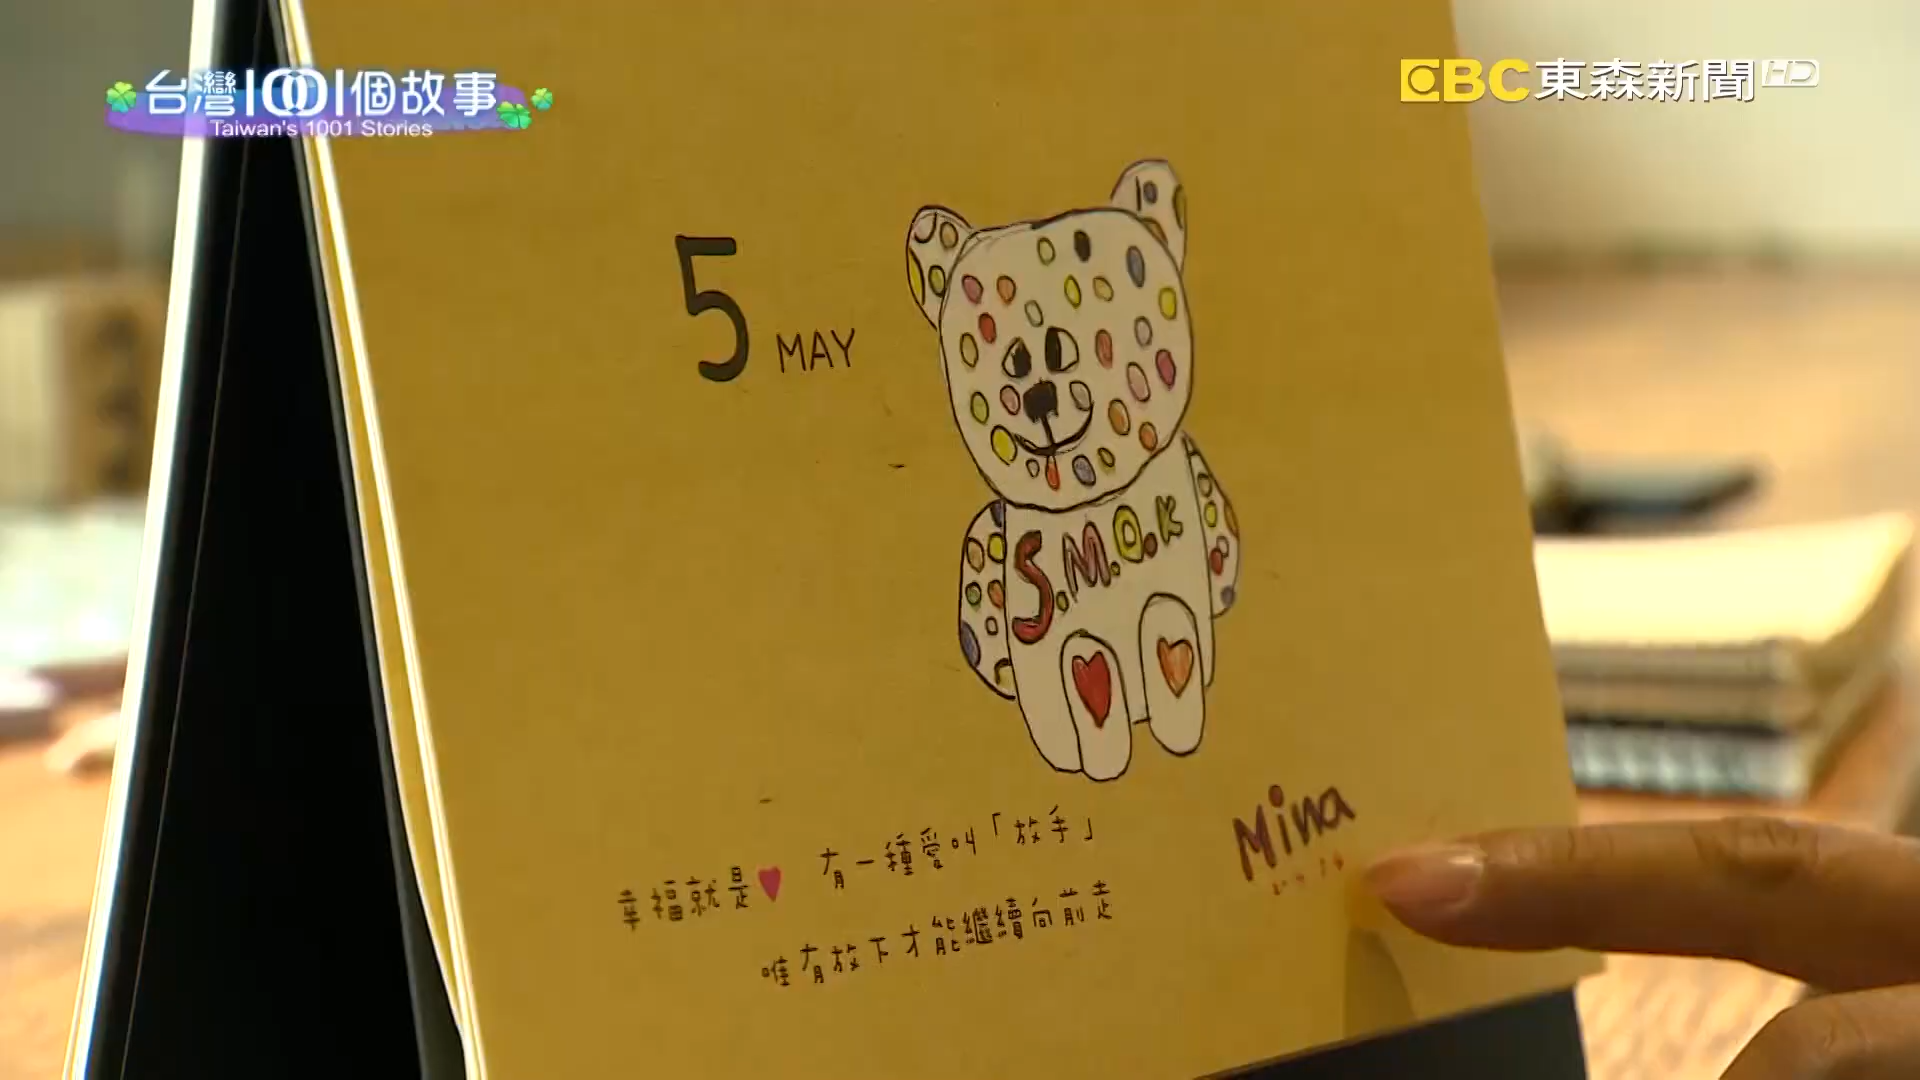 台灣1001個故事
Taiwan's 1001 Stories
EBC東森新聞HD
5 MAY
S.M.O.K
幸福就是 有一種愛叫「放手」
唯有放下才能繼續向前走
Mina